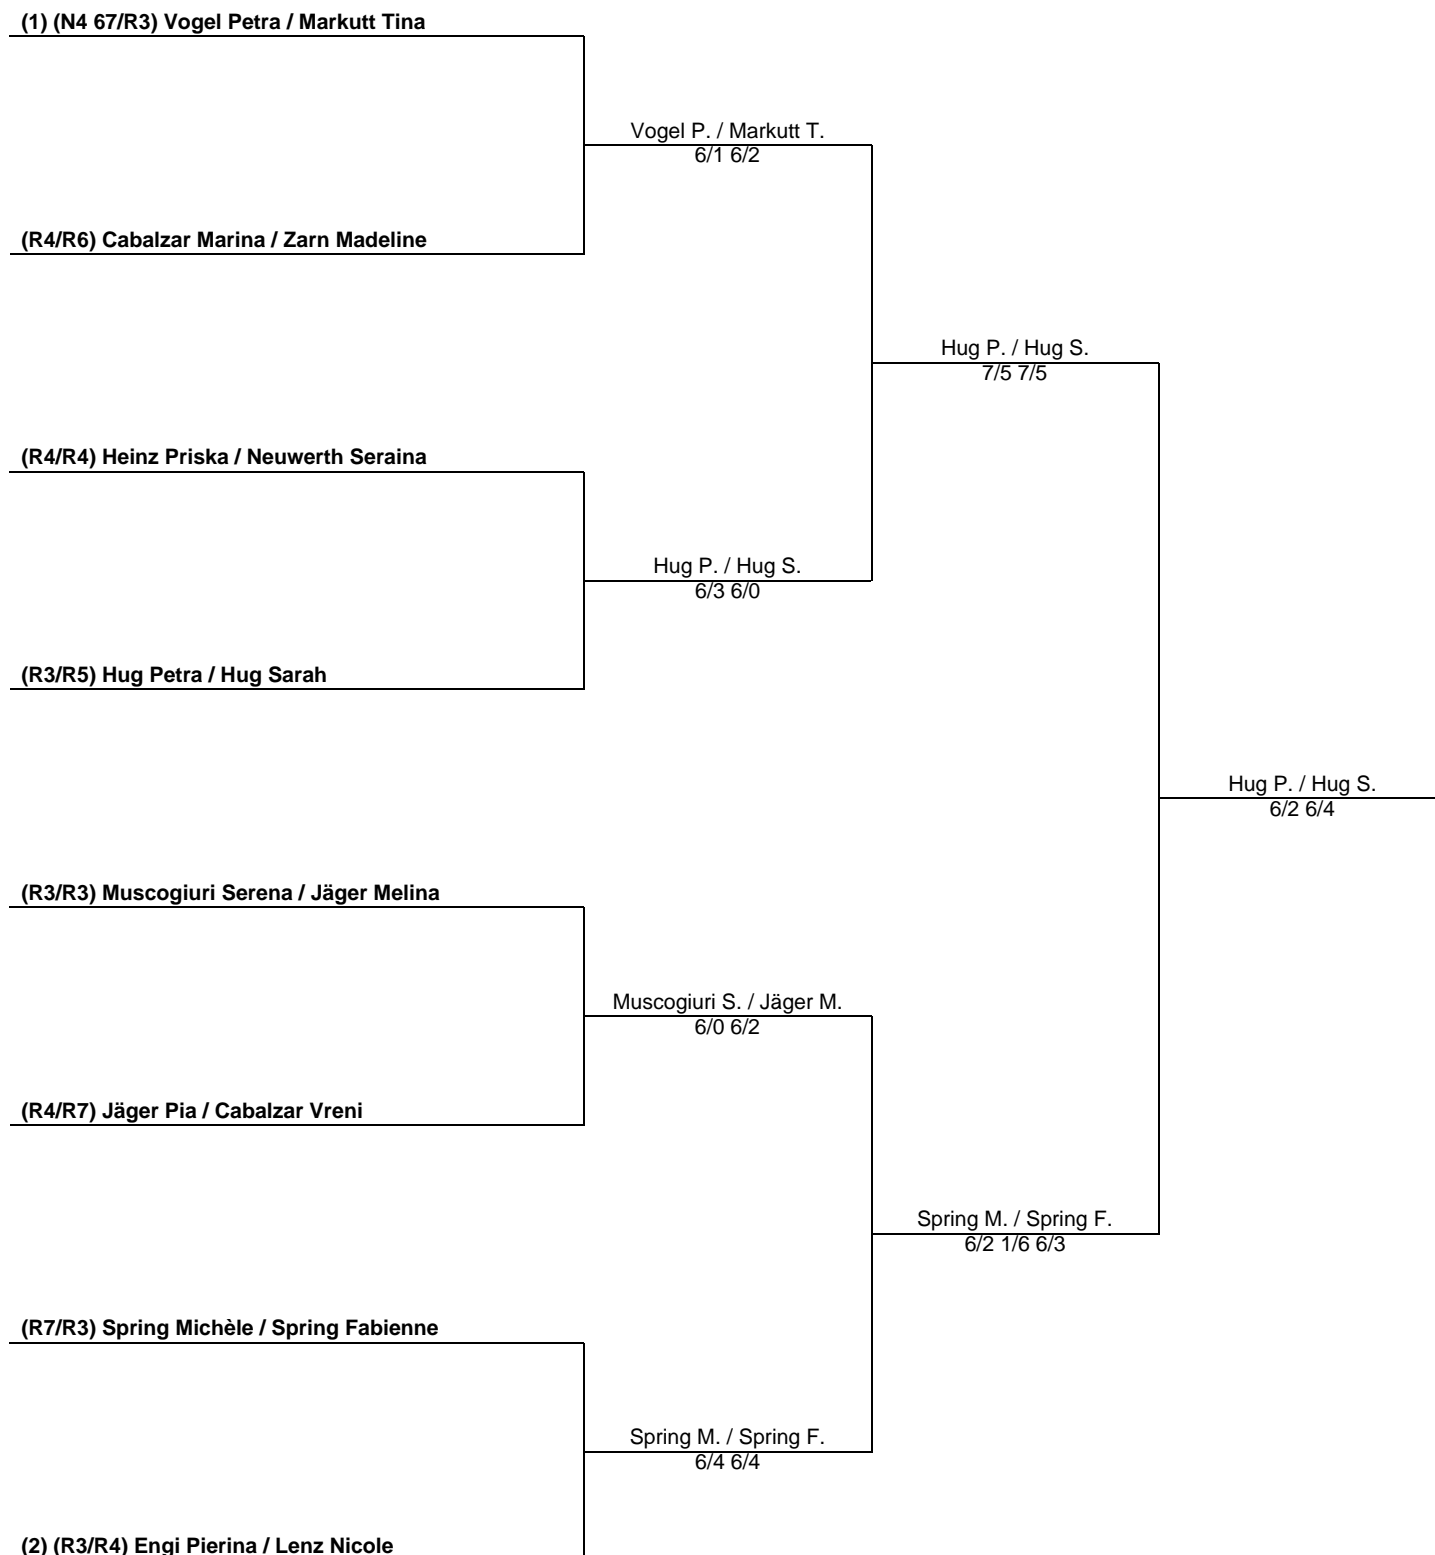 (1) (N4 67/R3) Vogel Petra / Markutt Tina
Vogel P. / Markutt T.
6/1 6/2
(R4/R6) Cabalzar Marina / Zarn Madeline
Hug P. / Hug S.
7/5 7/5
(R4/R4) Heinz Priska / Neuwerth Seraina
Hug P. / Hug S.
6/3 6/0
(R3/R5) Hug Petra / Hug Sarah
Hug P. / Hug S.
6/2 6/4
(R3/R3) Muscogiuri Serena / Jäger Melina
Muscogiuri S. / Jäger M.
6/0 6/2
(R4/R7) Jäger Pia / Cabalzar Vreni
Spring M. / Spring F.
6/2 1/6 6/3
(R7/R3) Spring Michèle / Spring Fabienne
Spring M. / Spring F.
6/4 6/4
(2) (R3/R4) Engi Pierina / Lenz Nicole